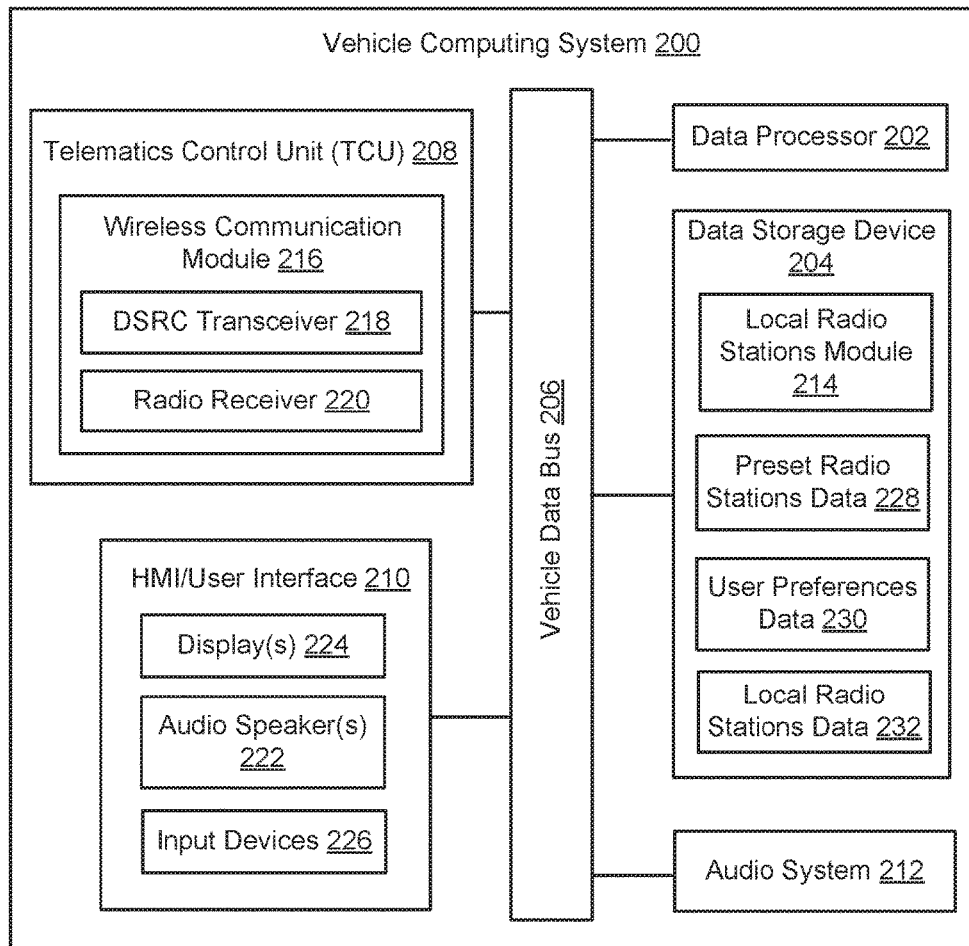 Vehicle Computing System 200
Telematics Control Unit (TCU) 208
Wireless Communication
Module 216
DSRC Transceiver 218
Radio Receiver 220
HMI/User Interface 210
Display(s) 224
Audio Speaker(s)
222
Input Devices 226
Vehicle Data Bus 206
Data Processor 202
Data Storage Device
204
Local Radio
Stations Module
214
Preset Radio
Stations Data 228
User Preferences
Data 230
Local Radio
Stations Data 232
Audio System 212